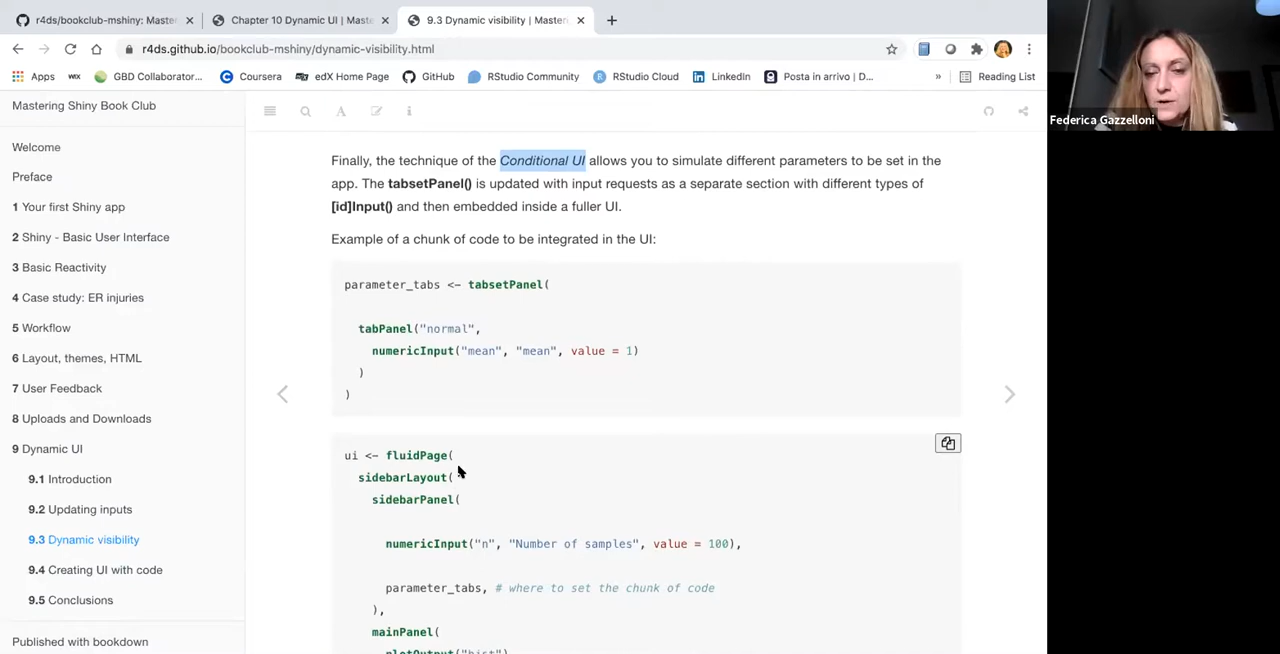 r4ds/bookclub-mshiny: Maste
Chapter 10 Dynamic UI | Maste
9.3 Dynamic visibility | Masterin
r4ds.github.io/bookclub-mshiny/dynamic-visibility.html
Apps
WIX
GBD Collaborator...
Coursera
edX Home Page
GitHub
RStudio Community
RStudio Cloud
LinkedIn
Posta in arrivo | D...
»
Reading List
Federica Gazzelloni
Mastering Shiny Book Club
Welcome
Preface
1 Your first Shiny app
2 Shiny - Basic User Interface
3 Basic Reactivity
4 Case study: ER injuries
5 Workflow
6 Layout, themes, HTML
7 User Feedback
8 Uploads and Downloads
9 Dynamic UI
9.1 Introduction
9.2 Updating inputs
9.3 Dynamic visibility
9.4 Creating UI with code
9.5 Conclusions
Published with bookdown
Finally, the technique of the Conditional UI allows you to simulate different parameters to be set in the
app. The tabsetPanel() is updated with input requests as a separate section with different types of
[id]Input() and then embedded inside a fuller UI.
Example of a chunk of code to be integrated in the UI:
parameter_tabs <- tabsetPanel(
tabPanel("normal",
numericInput("mean", "mean", value = 1)
)
)
ui <- fluidPage(
sidebarLayout(
sidebarPanel(
numericInput("n", "Number of samples", value = 100),
parameter_tabs, # where to set the chunk of code
),
mainPanel(
plotOutput("hist")